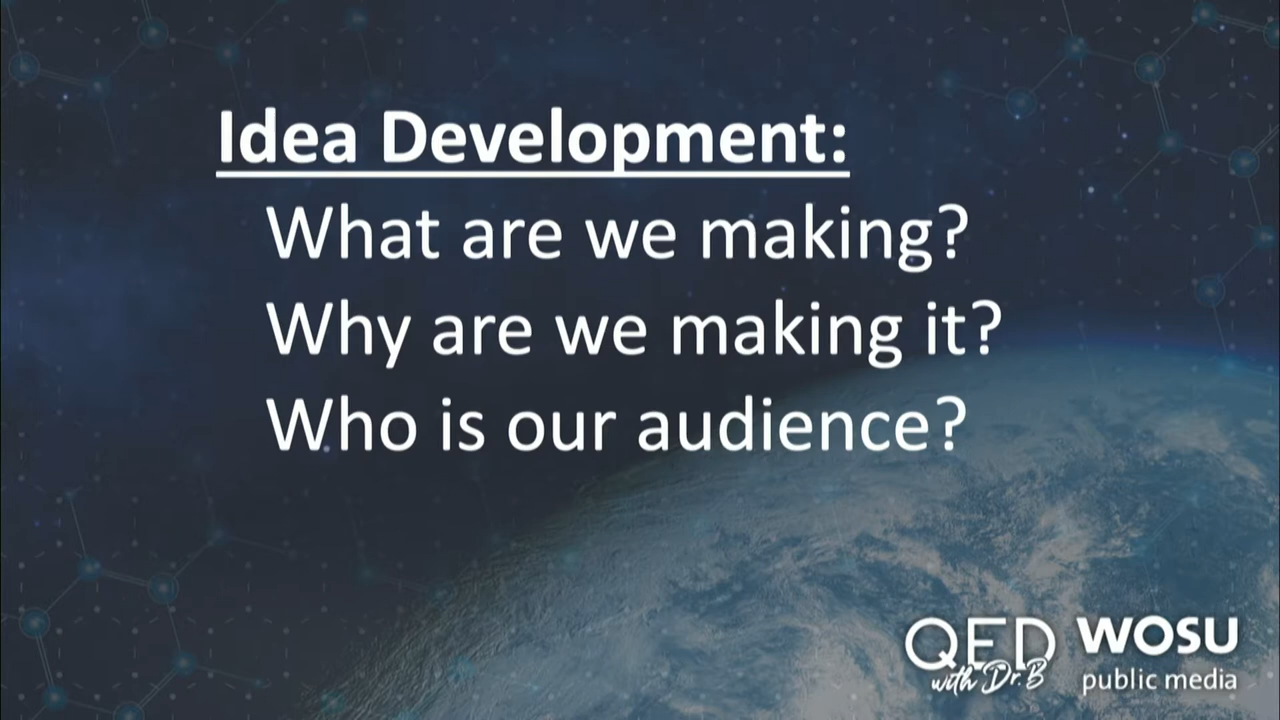 Idea Development:
What are we making?
Why are we making it?
Who is our audience?
QED
with Dr. B
WOSU
public media